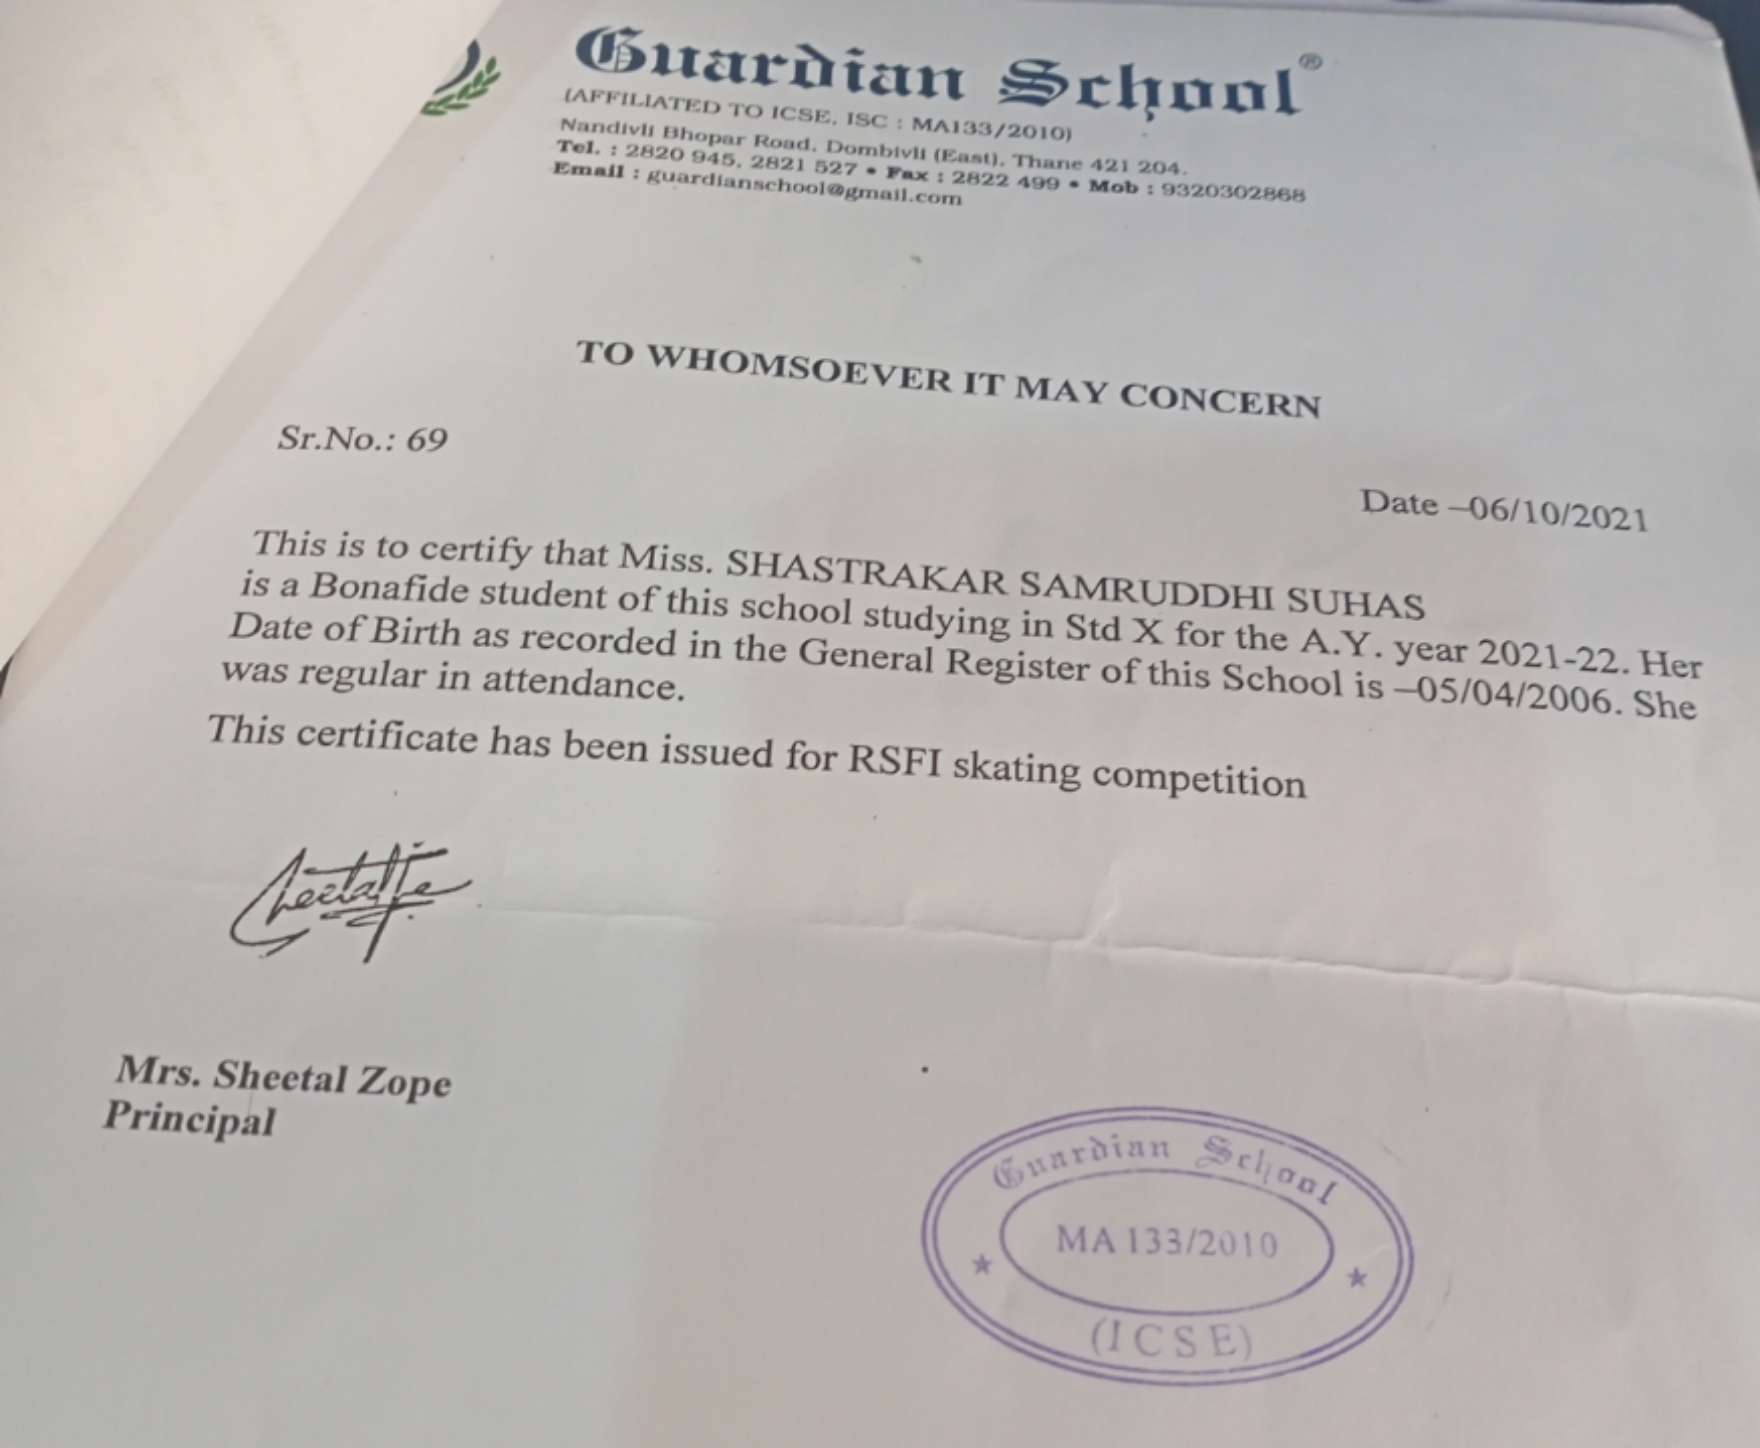 Guardian School®
(AFFILIATED TO ICSE, ISC : MA133/2010)
Nandivli Bhopar Road, Dombivli (East), Thane 421 204.
Tel. : 2820 945, 2821 527 • Fax : 2822 499 • Mob : 9320302868
Email : guardianschool@gmail.com
TO WHOMSOEVER IT MAY CONCERN
Sr.No.: 69
Date –06/10/2021
This is to certify that Miss. SHASTRAKAR SAMRUDDHI SUHAS
is a Bonafide student of this school studying in Std X for the A.Y. year 2021-22. Her
Date of Birth as recorded in the General Register of this School is –05/04/2006. She
was regular in attendance.
This certificate has been issued for RSFI skating competition
Mrs. Sheetal Zope
Principal
Guardian School
MA 133/2010
(ICSE)